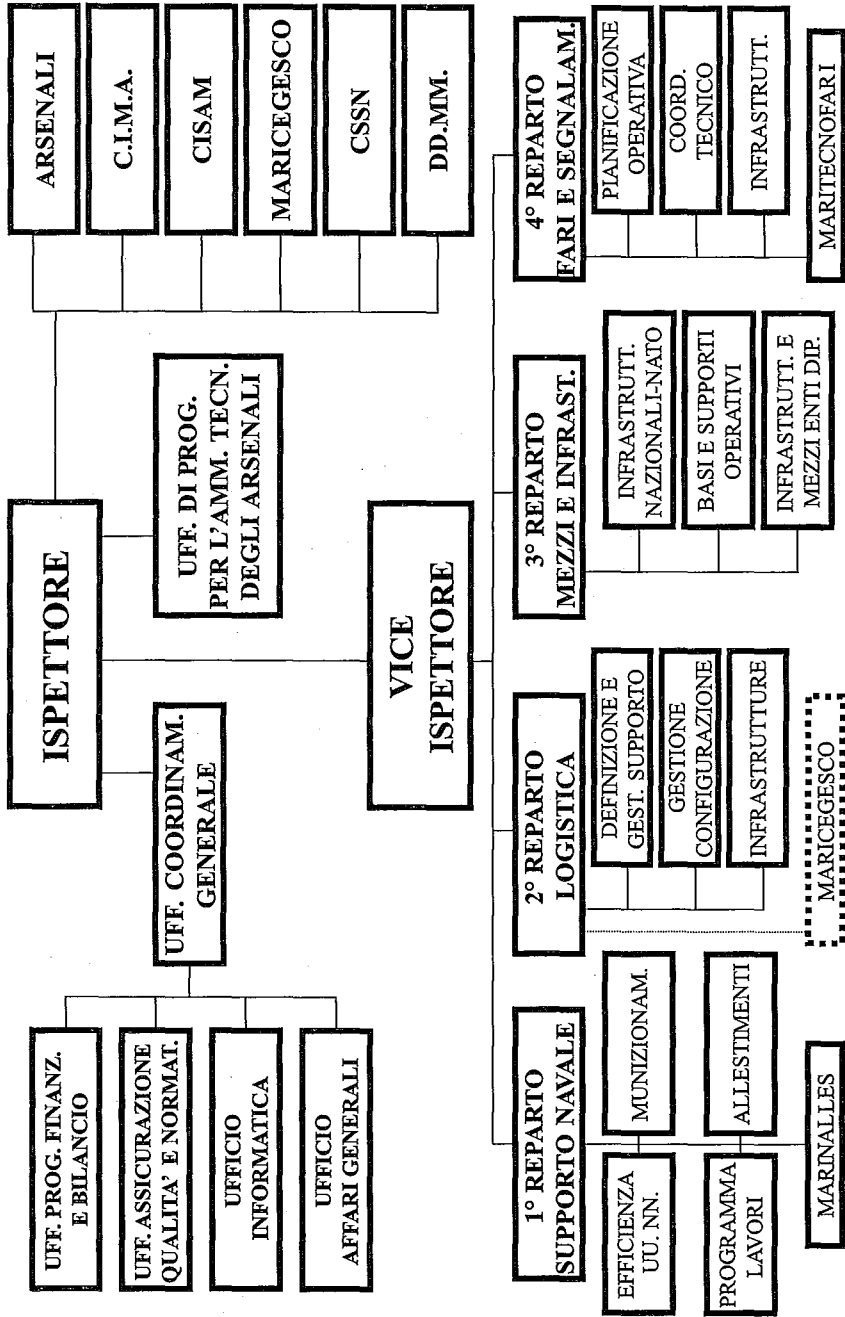 ISPETTORE
UFF. COORDINAM.
GENERALE
UFF. PROG. FINANZ.
E BILANCIO
UFF. ASSICURAZIONE
QUALITA’ E NORMAT.
UFFICIO
INFORMATICA
UFFICIO
AFFARI GENERALI
UFF. DI PROG.
PER L’AMM. TECN.
DEGLI ARSENALI
ARSENALI
C.I.M.A.
CISAM
MARICEGESCO
CSSN
DD.MM.
VICE
ISPETTORE
1° REPARTO
SUPPORTO NAVALE
EFFICIENZA
UU. NN.
MUNIZIONAM.
PROGRAMMA
LAVORI
ALLESTIMENTI
MARINALLES
2° REPARTO
LOGISTICA
DEFINIZIONE E
GEST. SUPPORTO
GESTIONE
CONFIGURAZIONE
INFRASTRUTTURE
MARICEGESCO
3° REPARTO
MEZZI E INFRAST.
INFRASTRUTT.
NAZIONALI-NATO
BASI E SUPPORTI
OPERATIVI
INFRASTRUTT. E
MEZZI ENTI DIP.
4° REPARTO
FARI E SEGNALAM.
PIANIFICAZIONE
OPERATIVA
COORD.
TECNICO
INFRASTRUTT.
MARITECNOFARI